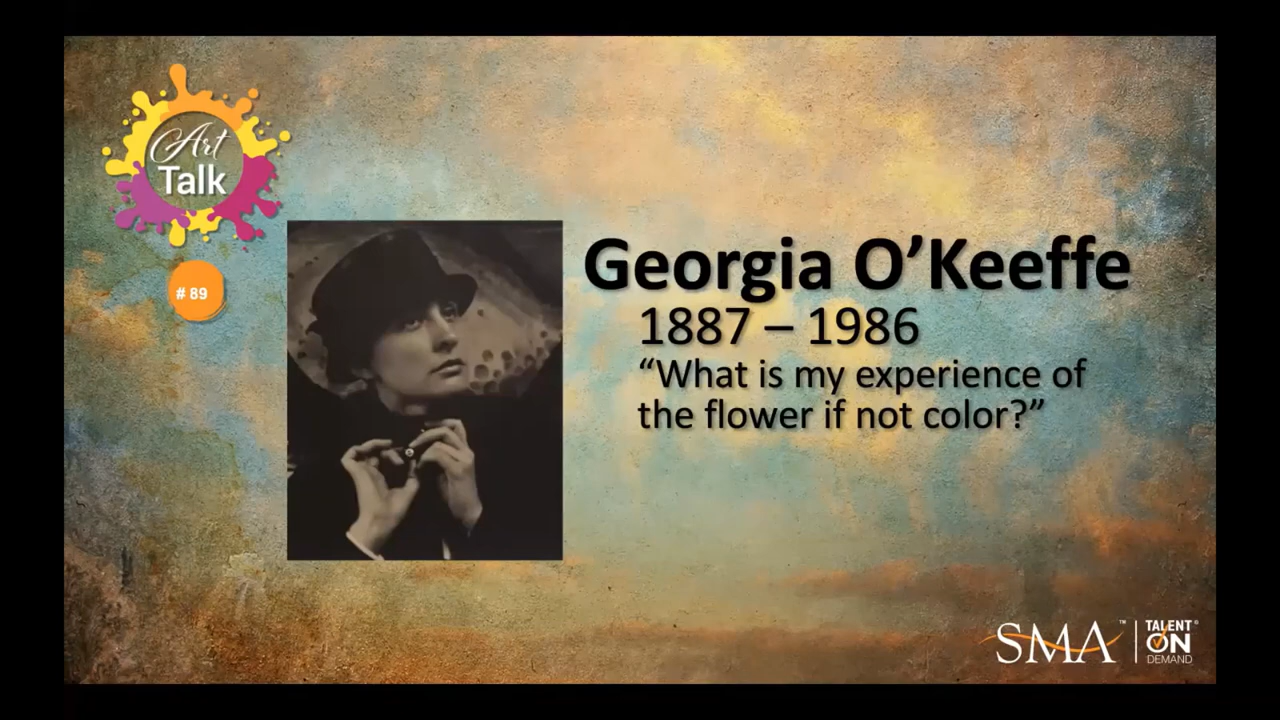 Art
Talk
# 89
Georgia O’Keeffe
1887 – 1986
“What is my experience of
the flower if not color?”
SMA™
TALENT®
ON
DEMAND